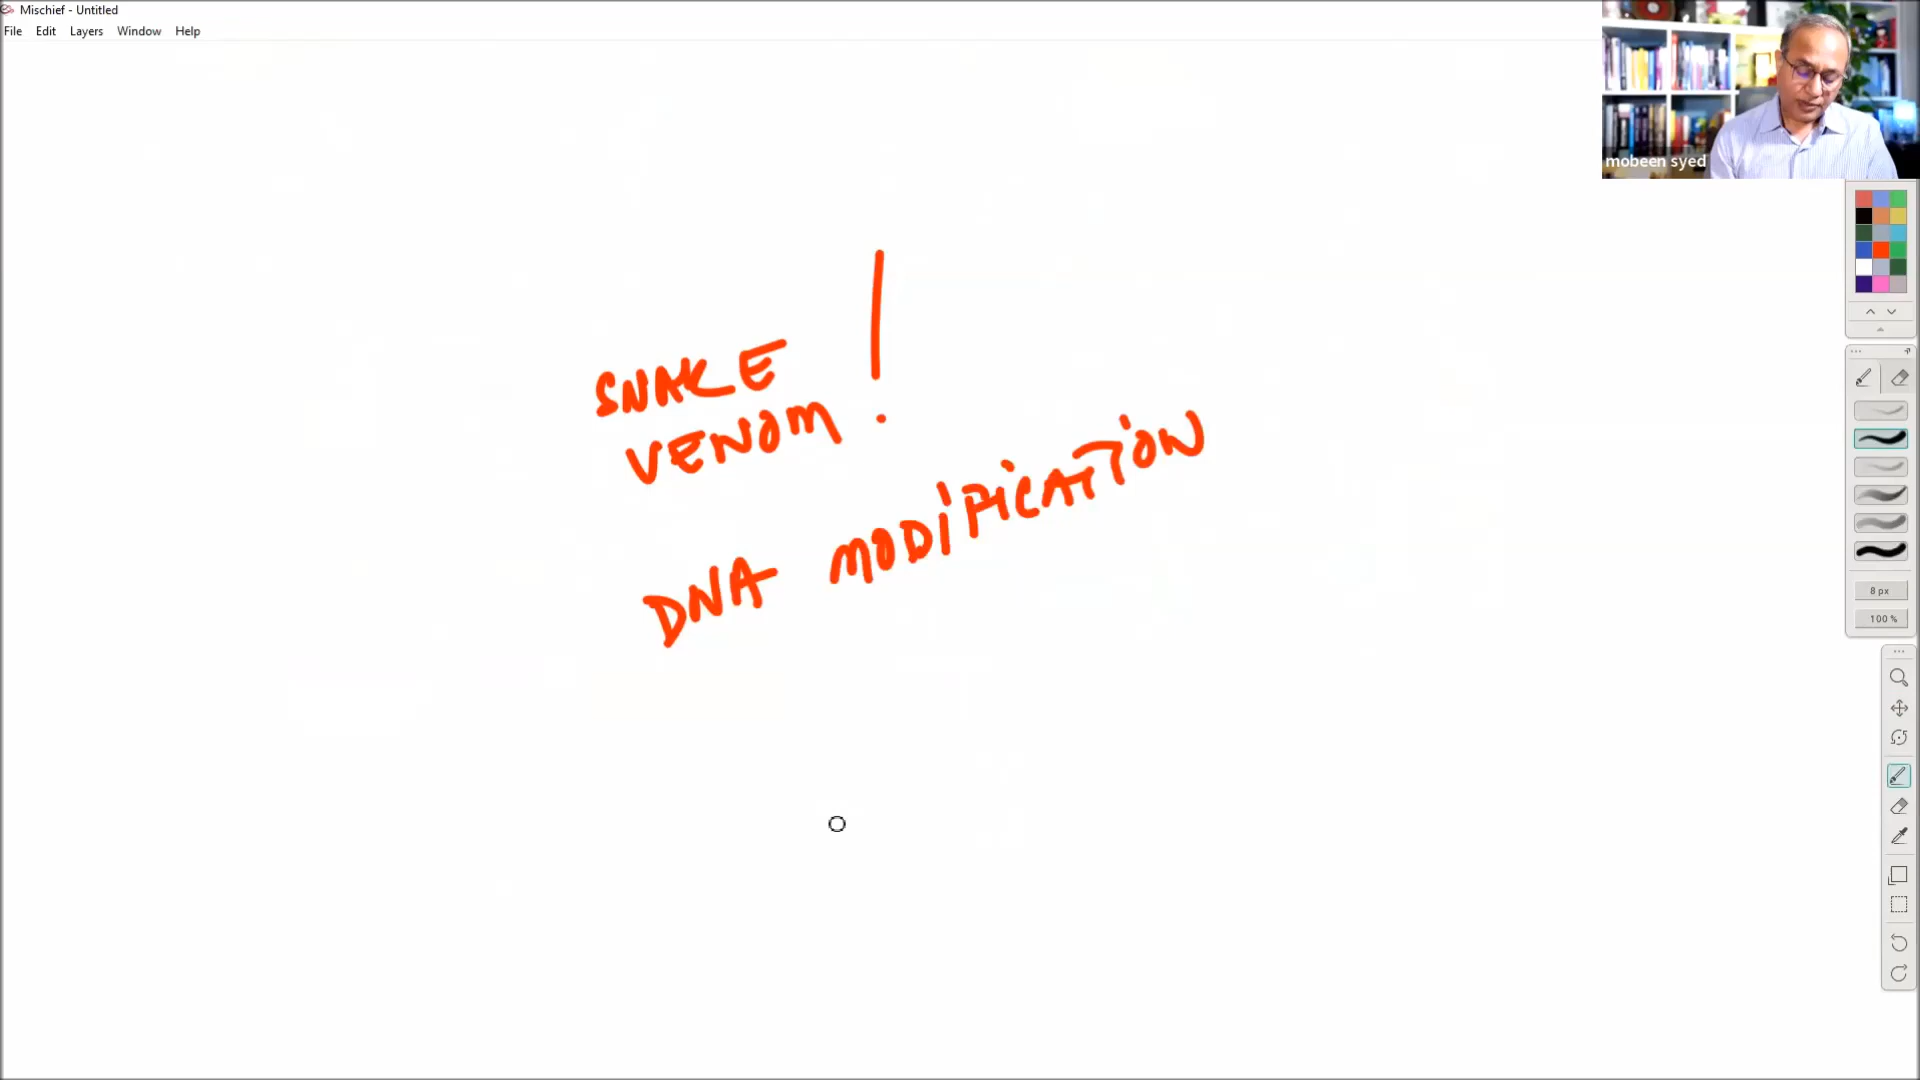 Mischief - Untitled
File Edit Layers Window Help
mobeen syed
SNAKE
VENOM !
DNA MODIFICATION
8 px
100 %